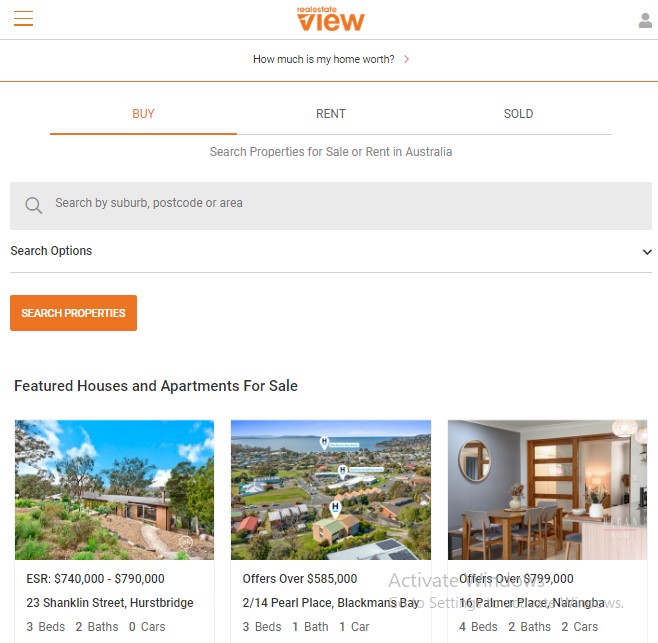 realestate
VIEW
How much is my home worth?
BUY
RENT
SOLD
Search Properties for Sale or Rent in Australia
Search by suburb, postcode or area
Search Options
SEARCH PROPERTIES
Featured Houses and Apartments For Sale
ESR: $740,000 - $790,000
23 Shanklin Street, Hurstbridge
3 Beds 2 Baths 0 Cars
Offers Over $585,000
2/14 Pearl Place, Blackmans Bay
3 Beds 1 Bath 1 Car
Offers Over $799,000
16 Palmer Place, Narangba
4 Beds 2 Baths 2 Cars
Activate Windows
Go to Settings to activate Windows.